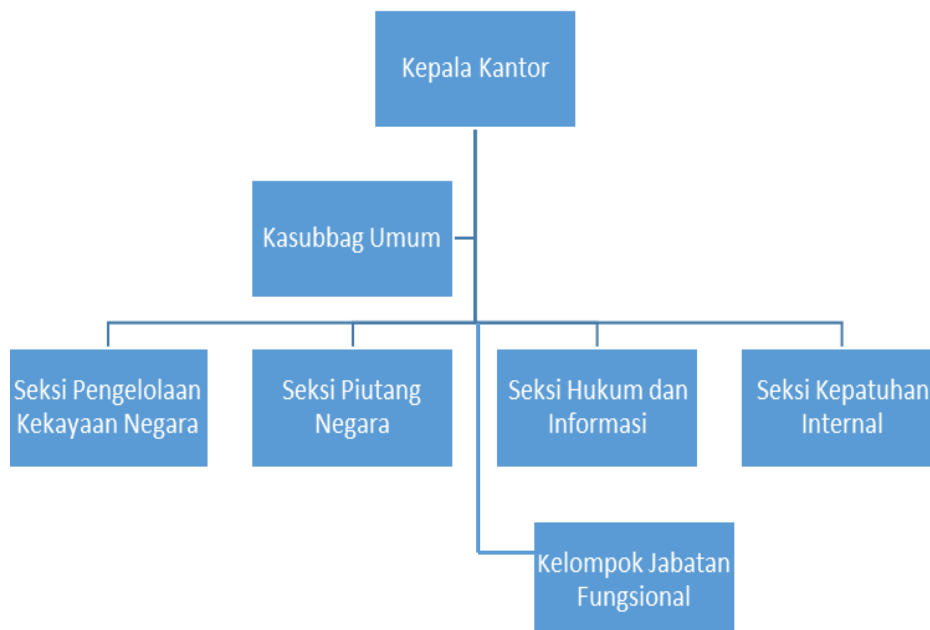 Kepala Kantor
Kasubbag Umum
Seksi Pengelolaan
Kekayaan Negara
Seksi Piutang
Negara
Seksi Hukum dan
Informasi
Seksi Kepatuhan
Internal
Kelompok Jabatan
Fungsional